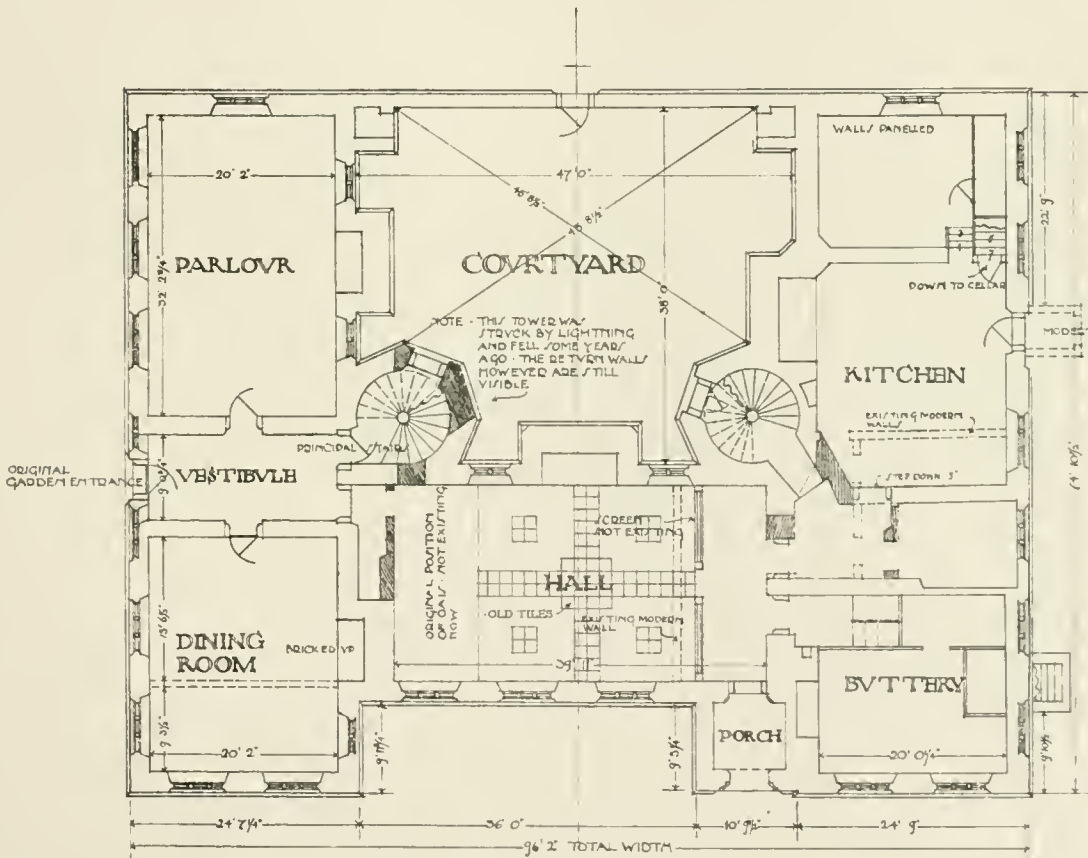 WALLS PANELLED
20' 2"
47' 0"
22' 9"
PARLOVR
COVRTYARD
38' 0"
DOWN TO CELLAR
NOTE - THIS TOWER WAS
STRVCK BY LIGHTNING
AND FELL SOME YEARS
AGO - THE RETVRN WALLS
HOWEVER ARE STILL
VISIBLE
KITCHEN
EXISTING MODERN
WALLS
PRINCIPAL STAIRS
ORIGINAL
GARDEN ENTRANCE
VESTIBVLE
STEP DOWN 5"
ORIGINAL POSITION
OF DAIS - NOT EXISTING
NOW
SCREEN
NOT EXISTING
HALL
OLD TILES
EXISTING MODERN
WALL
DINING
ROOM
BRICKED VP
BVTTERY
PORCH
20' 2"
20' 0¼"
24' 7¼"
36' 0"
10' 9½"
24' 9"
96' 2" TOTAL WIDTH